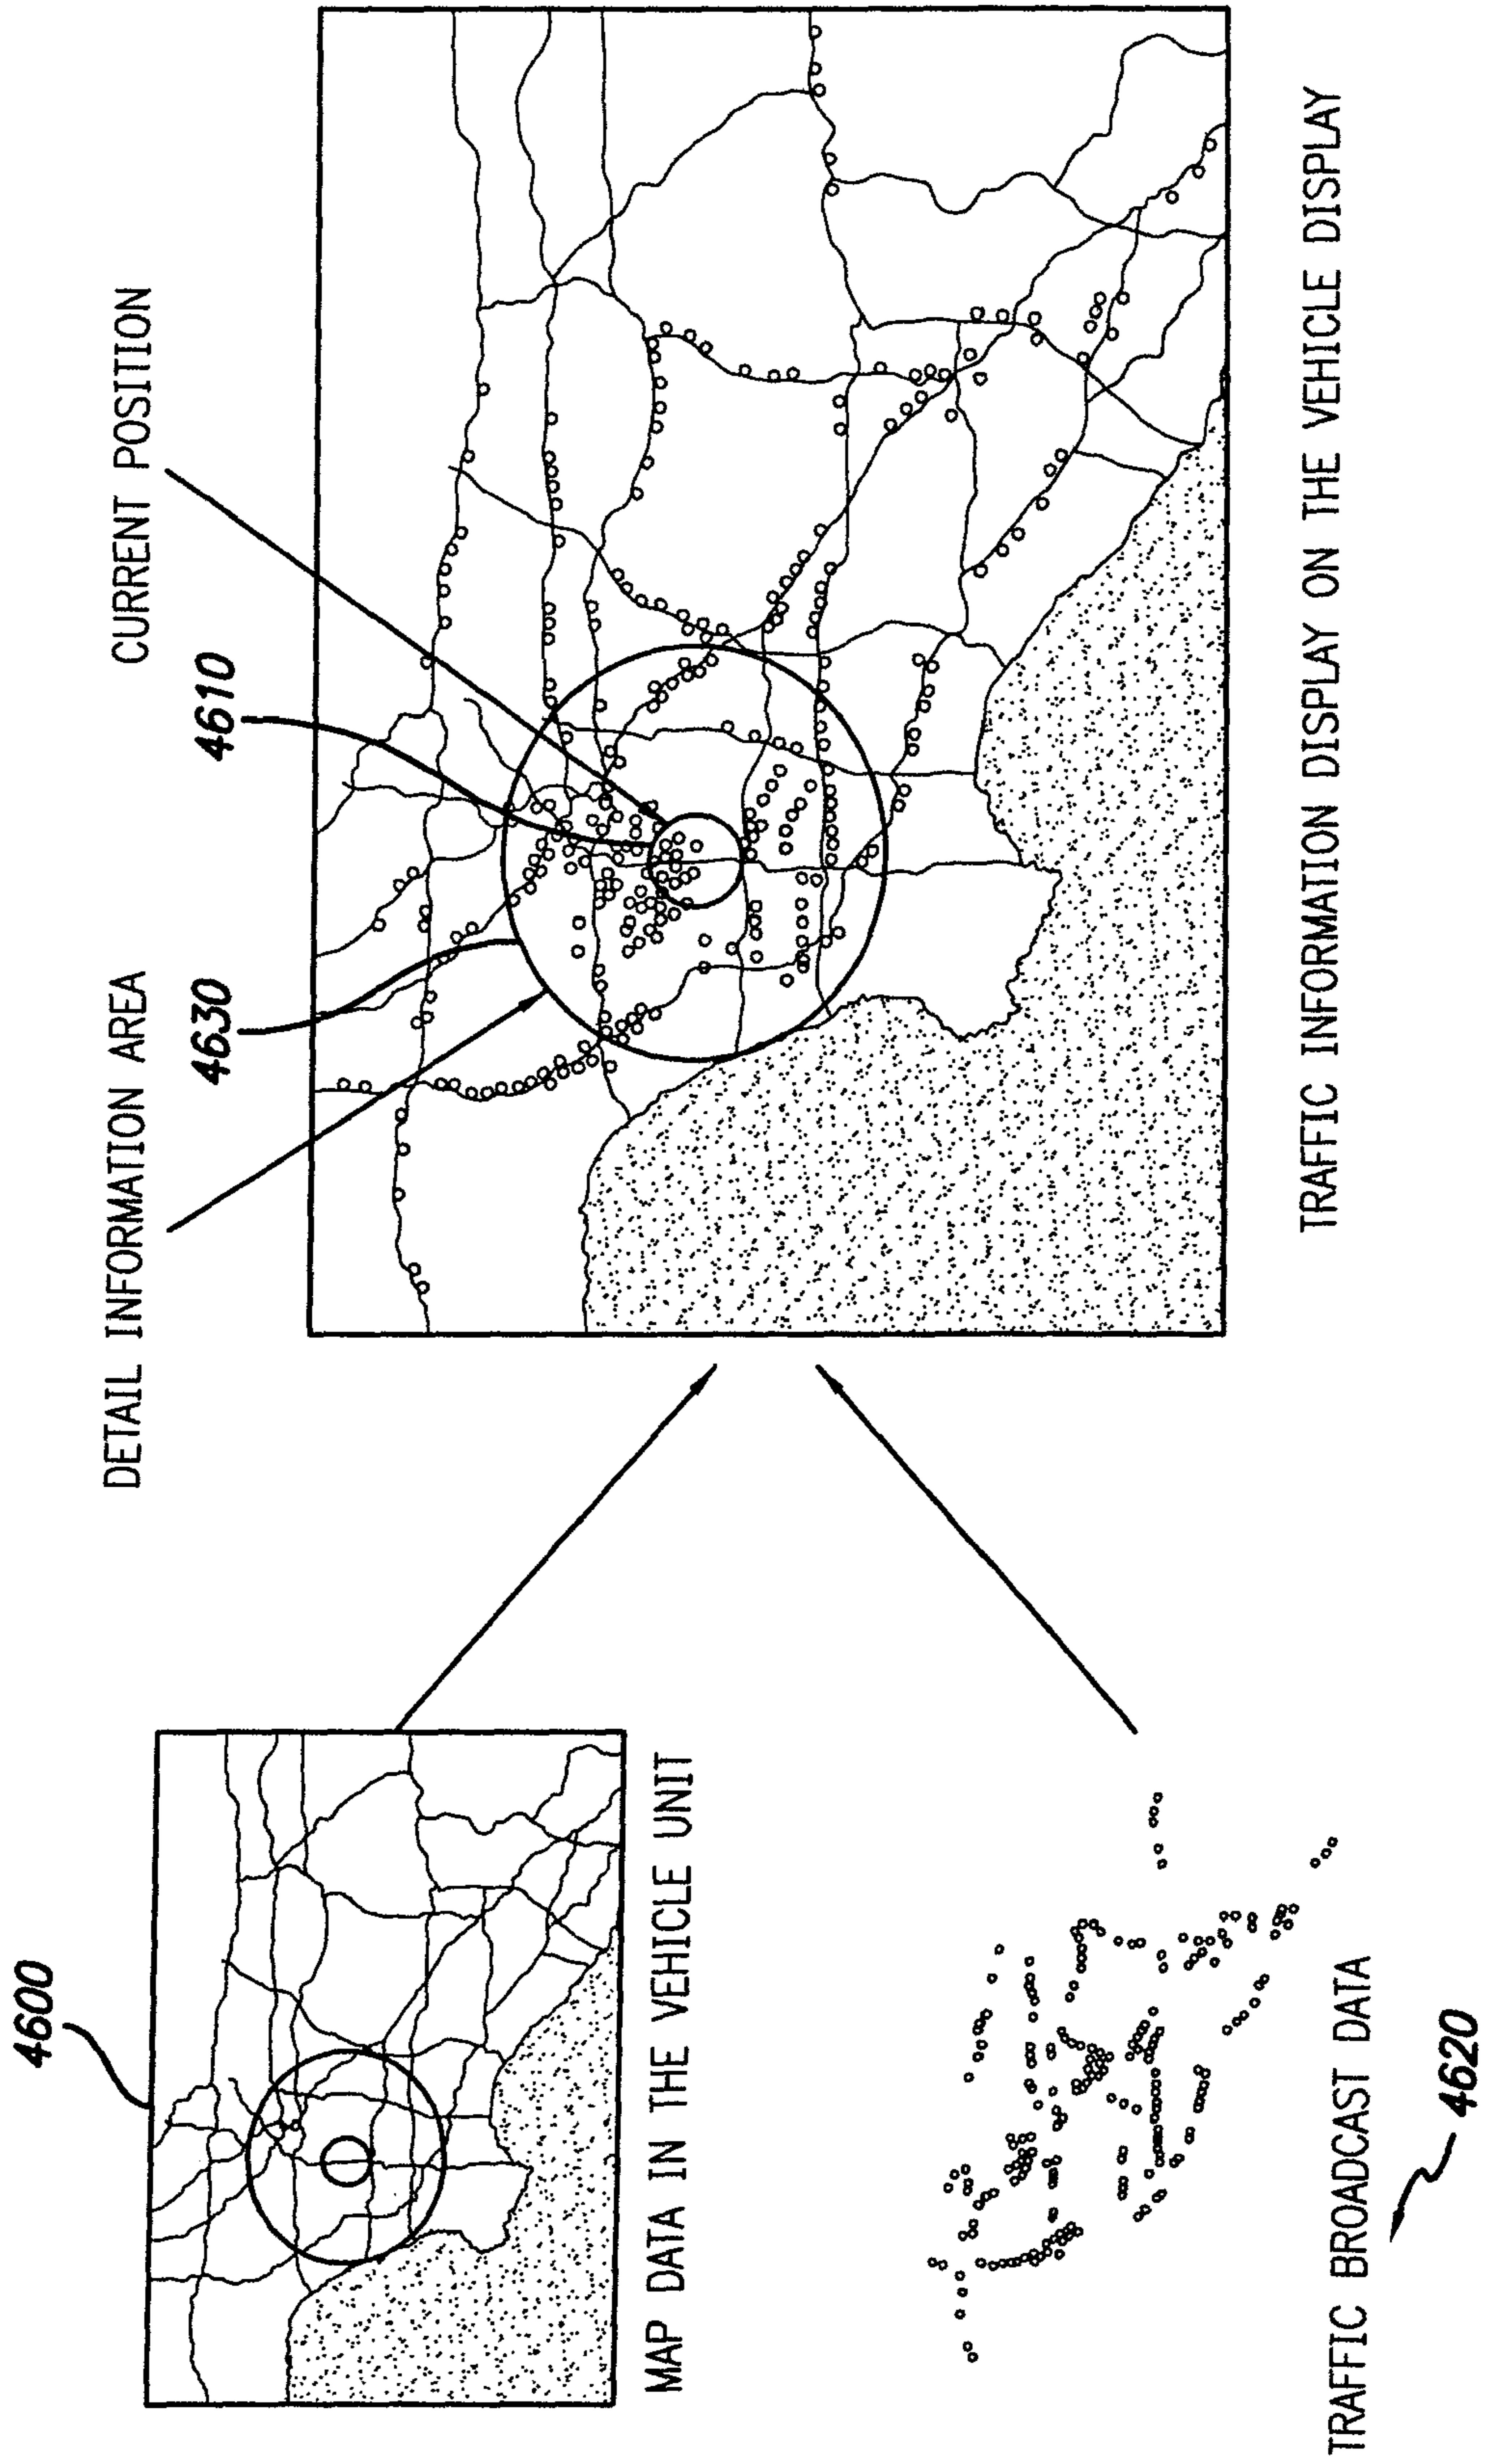 4600
MAP DATA IN THE VEHICLE UNIT
TRAFFIC BROADCAST DATA
4620
DETAIL INFORMATION AREA
4630
4610
CURRENT POSITION
TRAFFIC INFORMATION DISPLAY ON THE VEHICLE DISPLAY